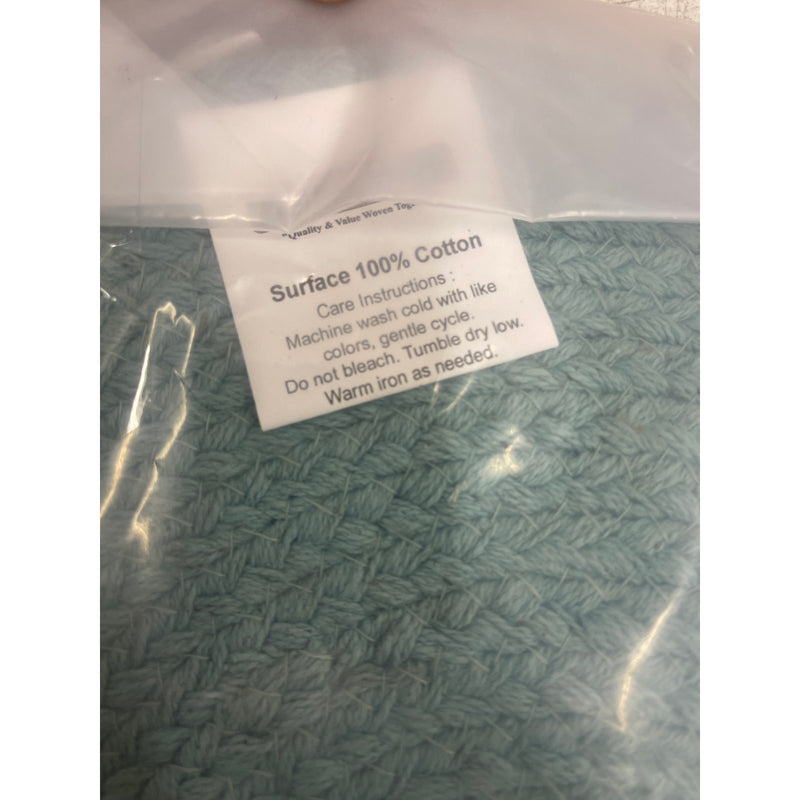 "Quality & Value Woven Tog
Surface 100% Cotton
Care Instructions :
Machine wash cold with like
colors, gentle cycle.
Do not bleach. Tumble dry low.
Warm iron as needed.